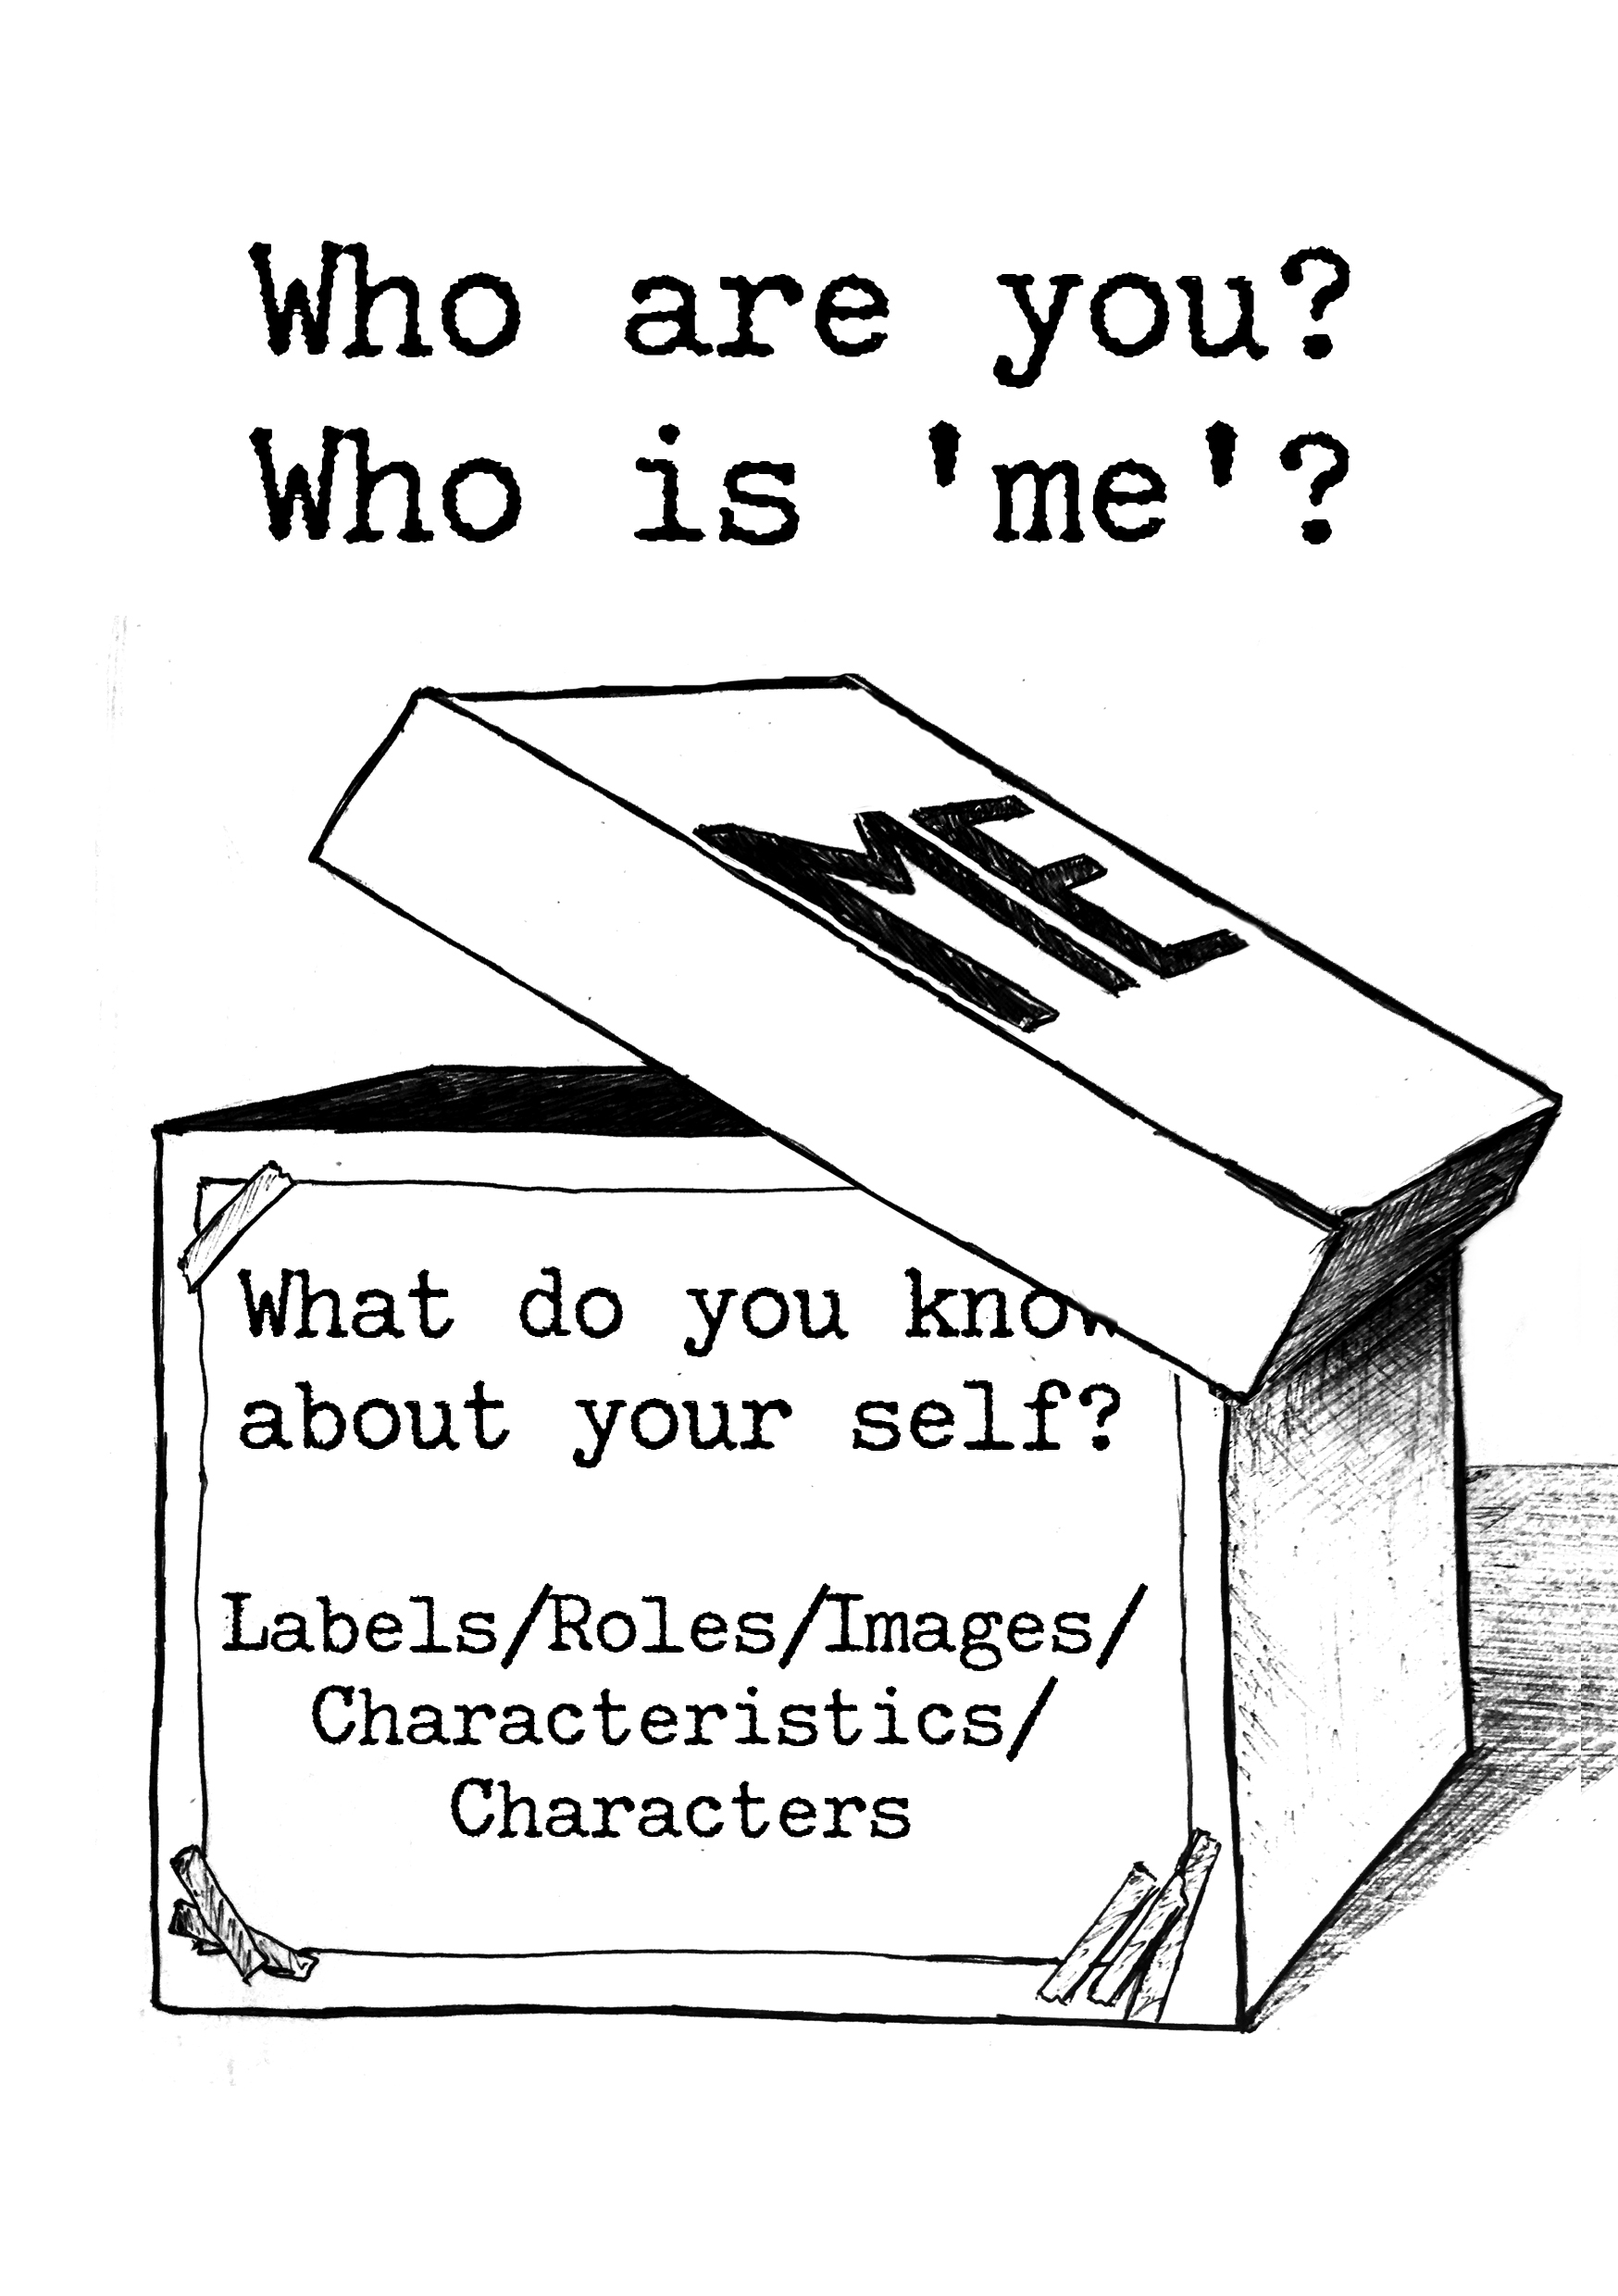 Who are you?
Who is 'me'?
ME
What do you know
about your self?
Labels/Roles/Images/
Characteristics/
Characters